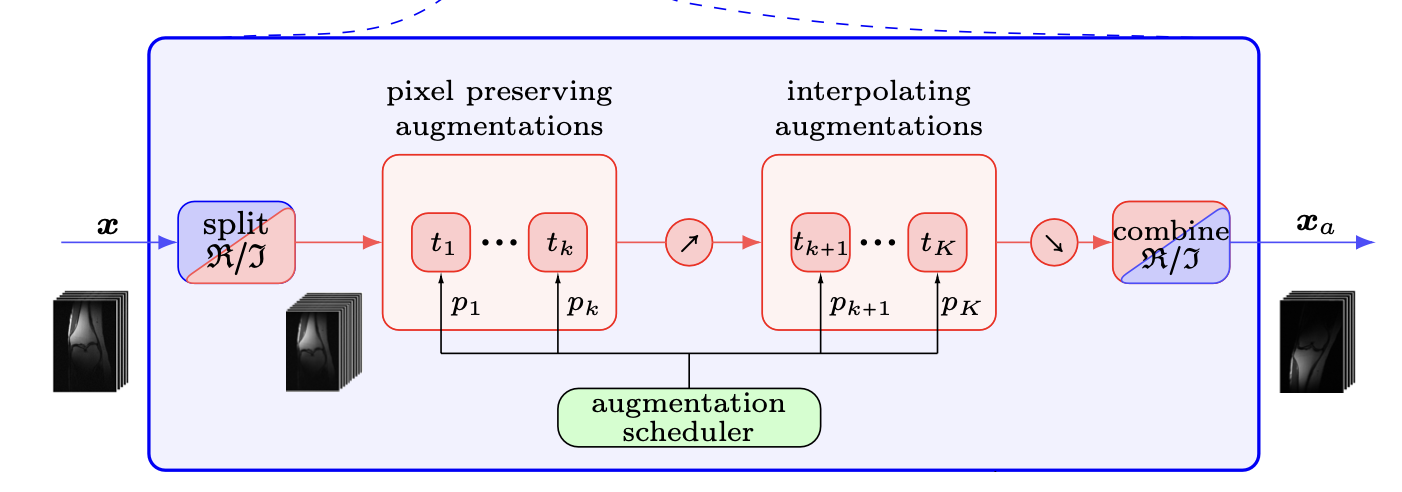 pixel preserving
augmentations
interpolating
augmentations
x
split
ℜ/ℑ
t₁ ··· tₖ
↗
tₖ₊₁ ··· t_K
↘
combine
ℜ/ℑ
xₐ
p₁
pₖ
pₖ₊₁
p_K
augmentation
scheduler